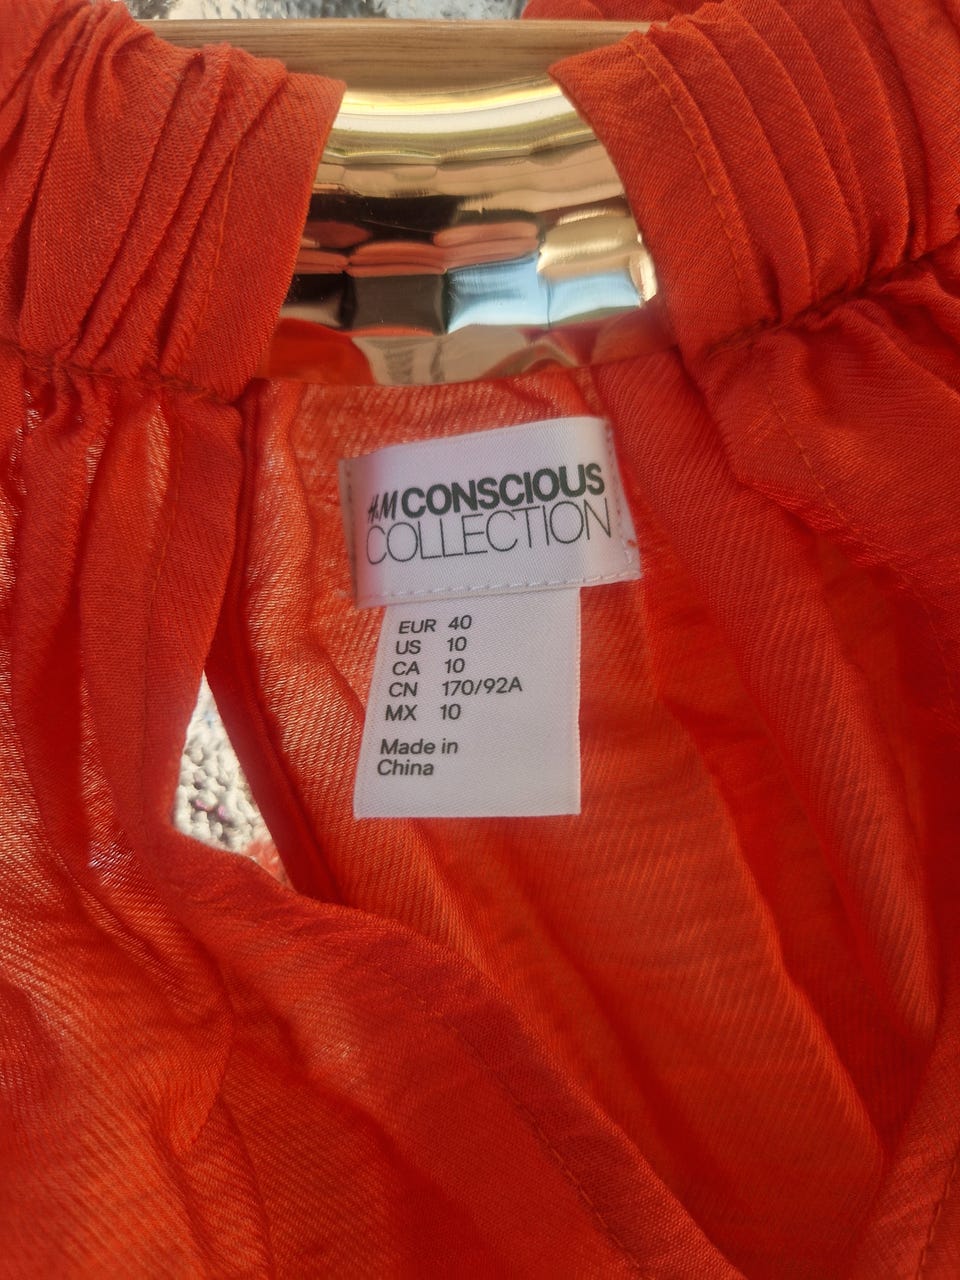 H&M CONSCIOUS
COLLECTION
EUR 40
US 10
CA 10
CN 170/92A
MX 10
Made in
China